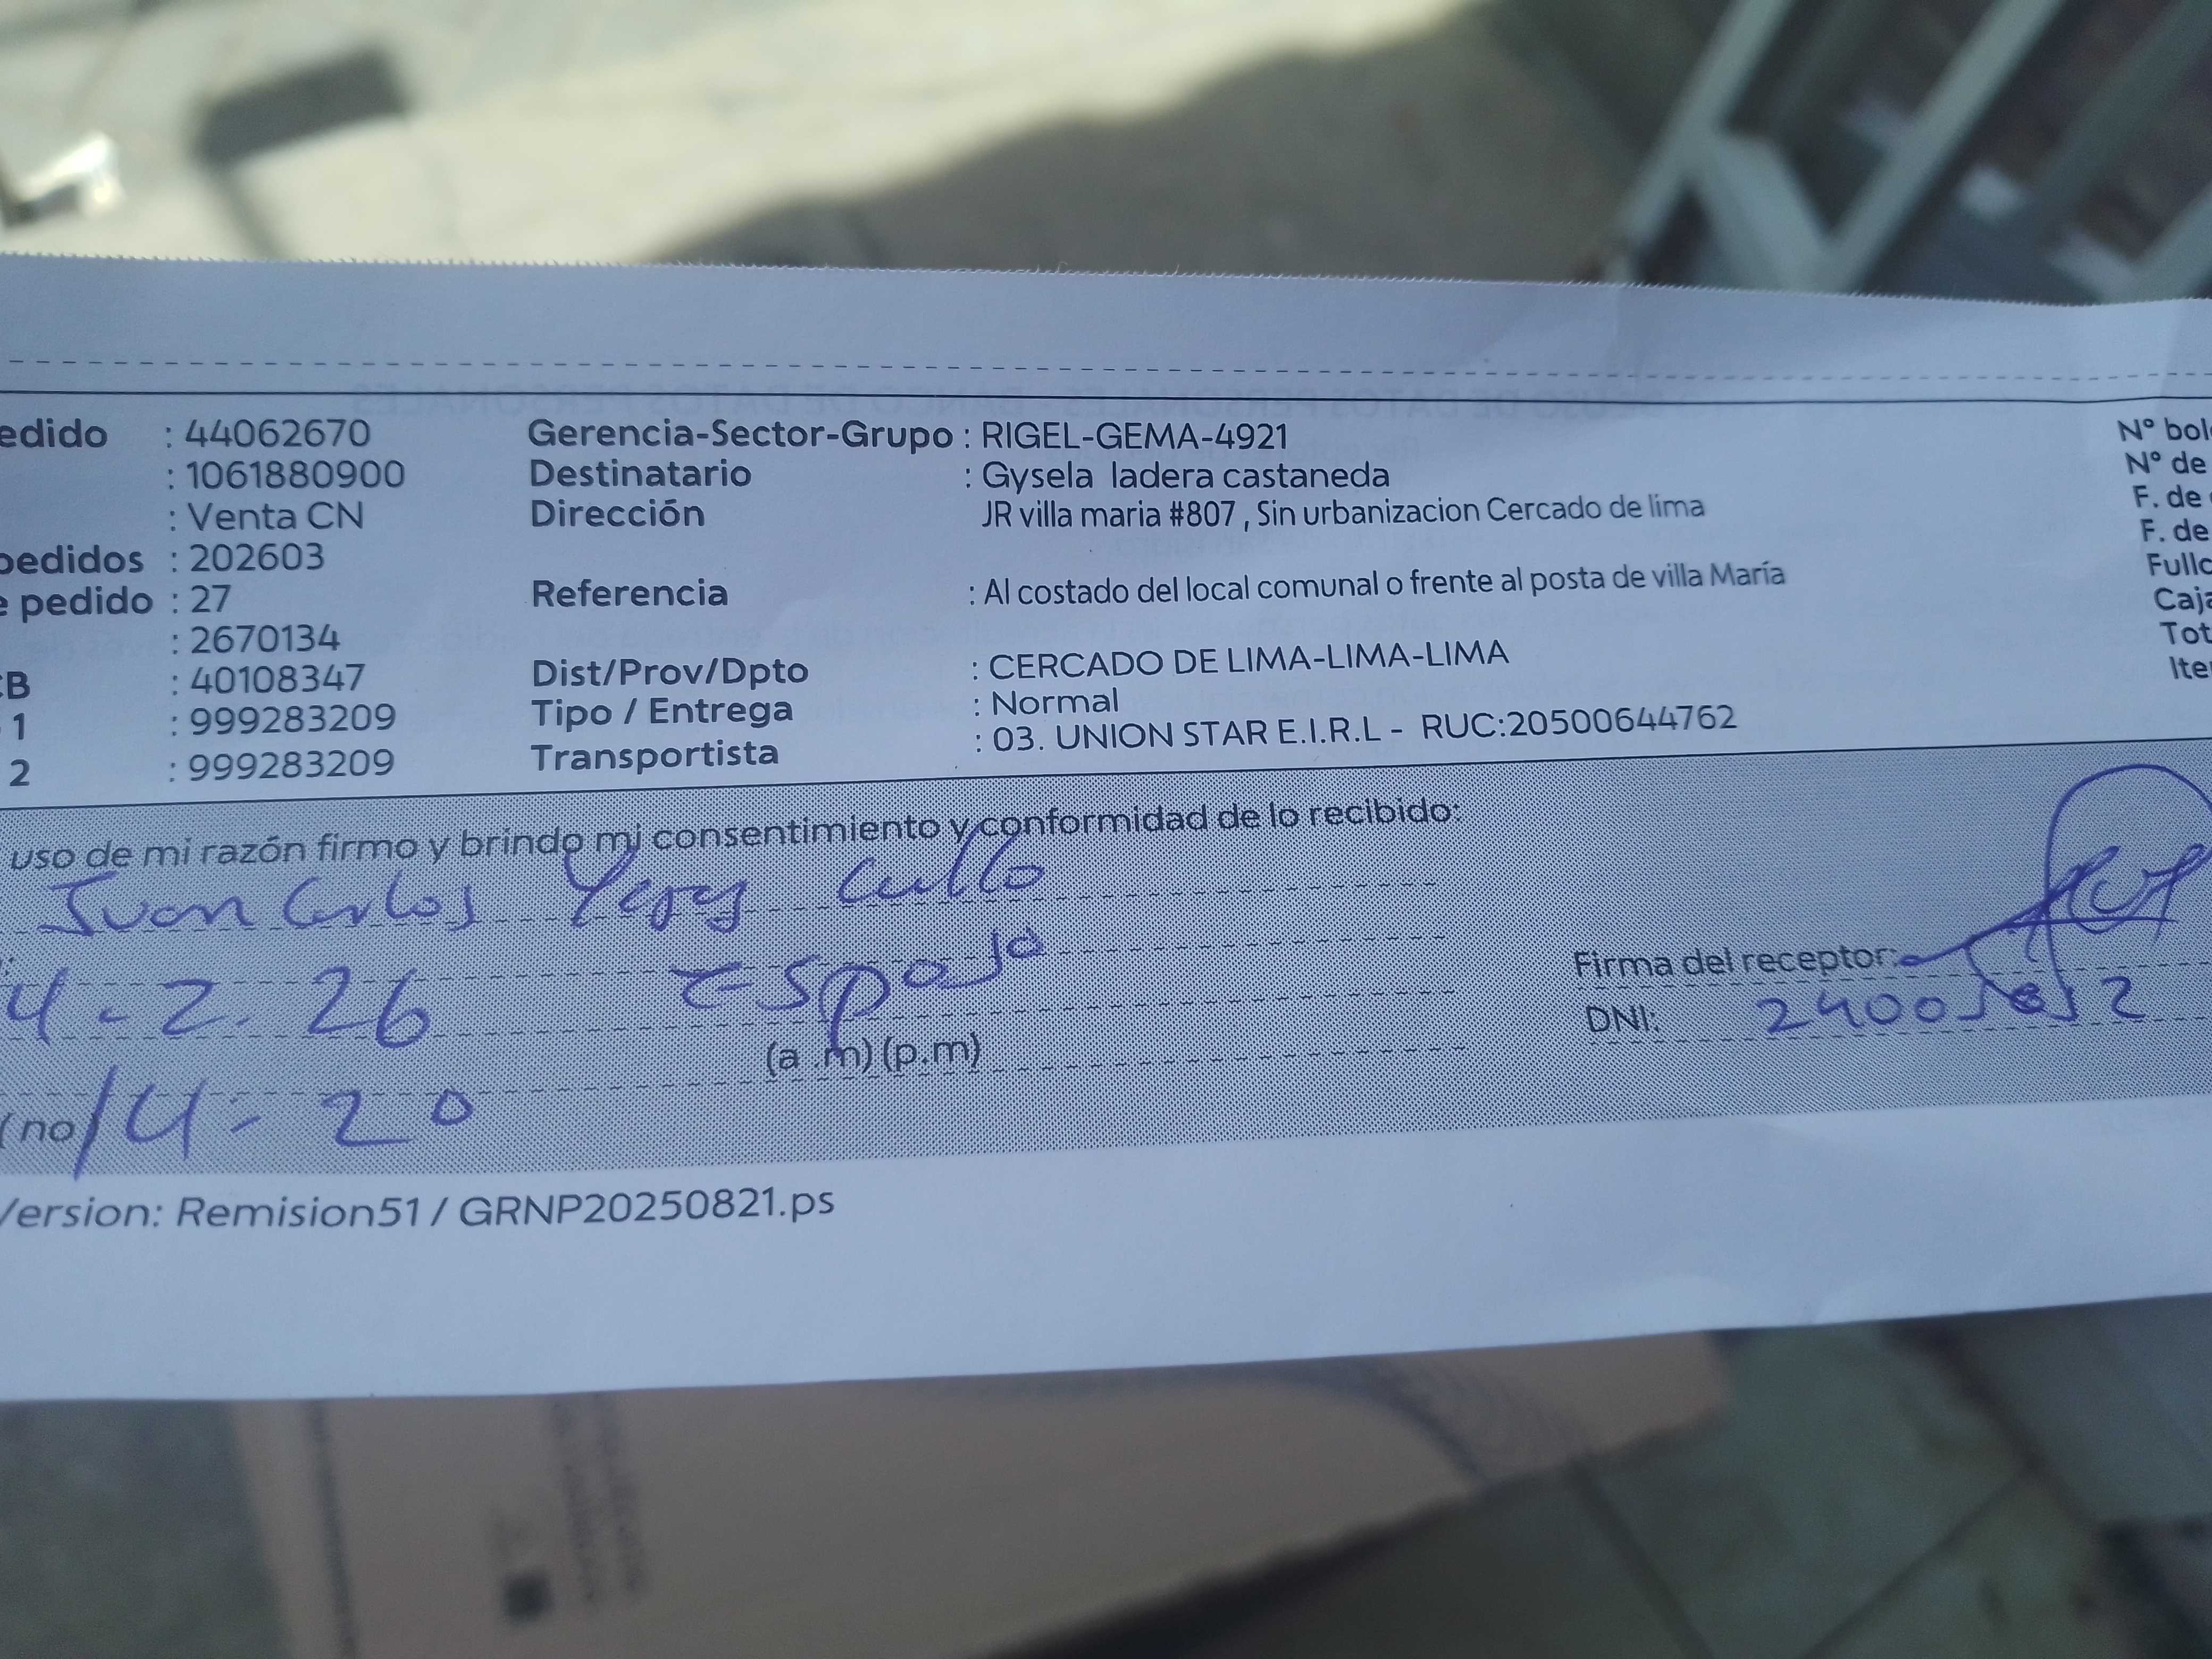 edido : 44062670 Gerencia-Sector-Grupo : RIGEL-GEMA-4921 N° bol
: 1061880900 Destinatario : Gysela ladera castaneda N° de
: Venta CN Dirección JR villa maria #807 , Sin urbanizacion Cercado de lima F. de
pedidos : 202603 F. de
e pedido : 27 Referencia : Al costado del local comunal o frente al posta de villa María Fullc
: 2670134 Caja
CB : 40108347 Dist/Prov/Dpto : CERCADO DE LIMA-LIMA-LIMA Tot
1 : 999283209 Tipo / Entrega : Normal Ite
2 : 999283209 Transportista : 03. UNION STAR E.I.R.L - RUC:20500644762
uso de mi razón firmo y brindo mi consentimiento y conformidad de lo recibido:
Juan Carlos
4-2.26 Esposo Firma del receptor:
(a .m) (p.m) DNI:
(no 14-20
Version: Remision51 / GRNP20250821.ps